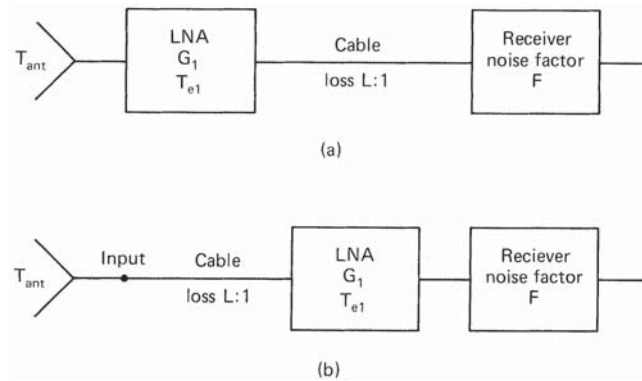 T_ant
LNA
G_1
T_e1
Cable
loss L:1
Receiver
noise factor
F
(a)
T_ant
Input
Cable
loss L:1
LNA
G_1
T_e1
Reciever
noise factor
F
(b)